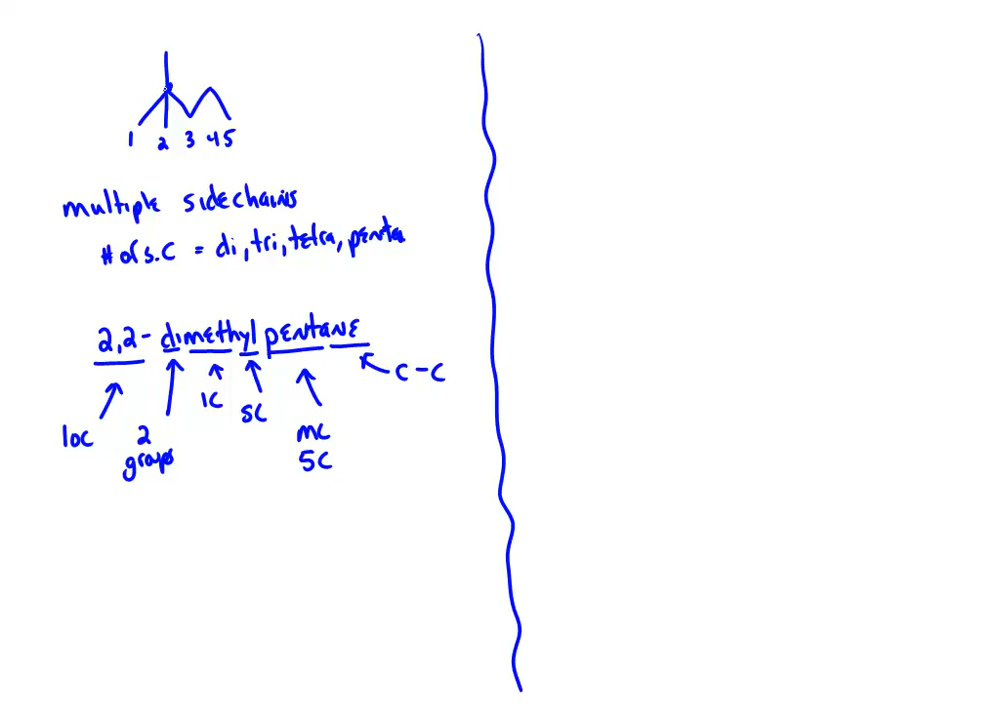 1 2 3 4 5
multiple sidechains
# of s.C = di, tri, tetra, penta
2,2- dimethyl pentane
C - C
1C
SC
loc 2 groups
mc
5C